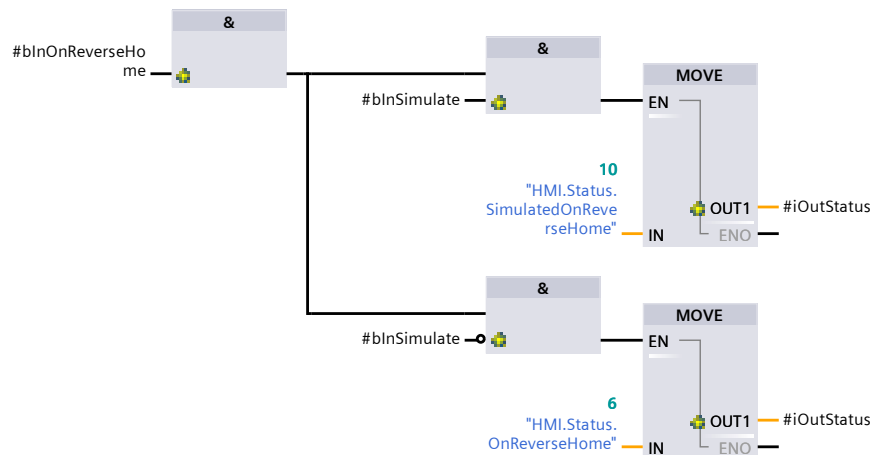 &
#bInOnReverseHo
me
&
#bInSimulate
MOVE
EN
10
"HMI.Status.
SimulatedOnReve
rseHome"
IN
OUT1
#iOutStatus
ENO
&
#bInSimulate
MOVE
EN
6
"HMI.Status.
OnReverseHome"
IN
OUT1
#iOutStatus
ENO